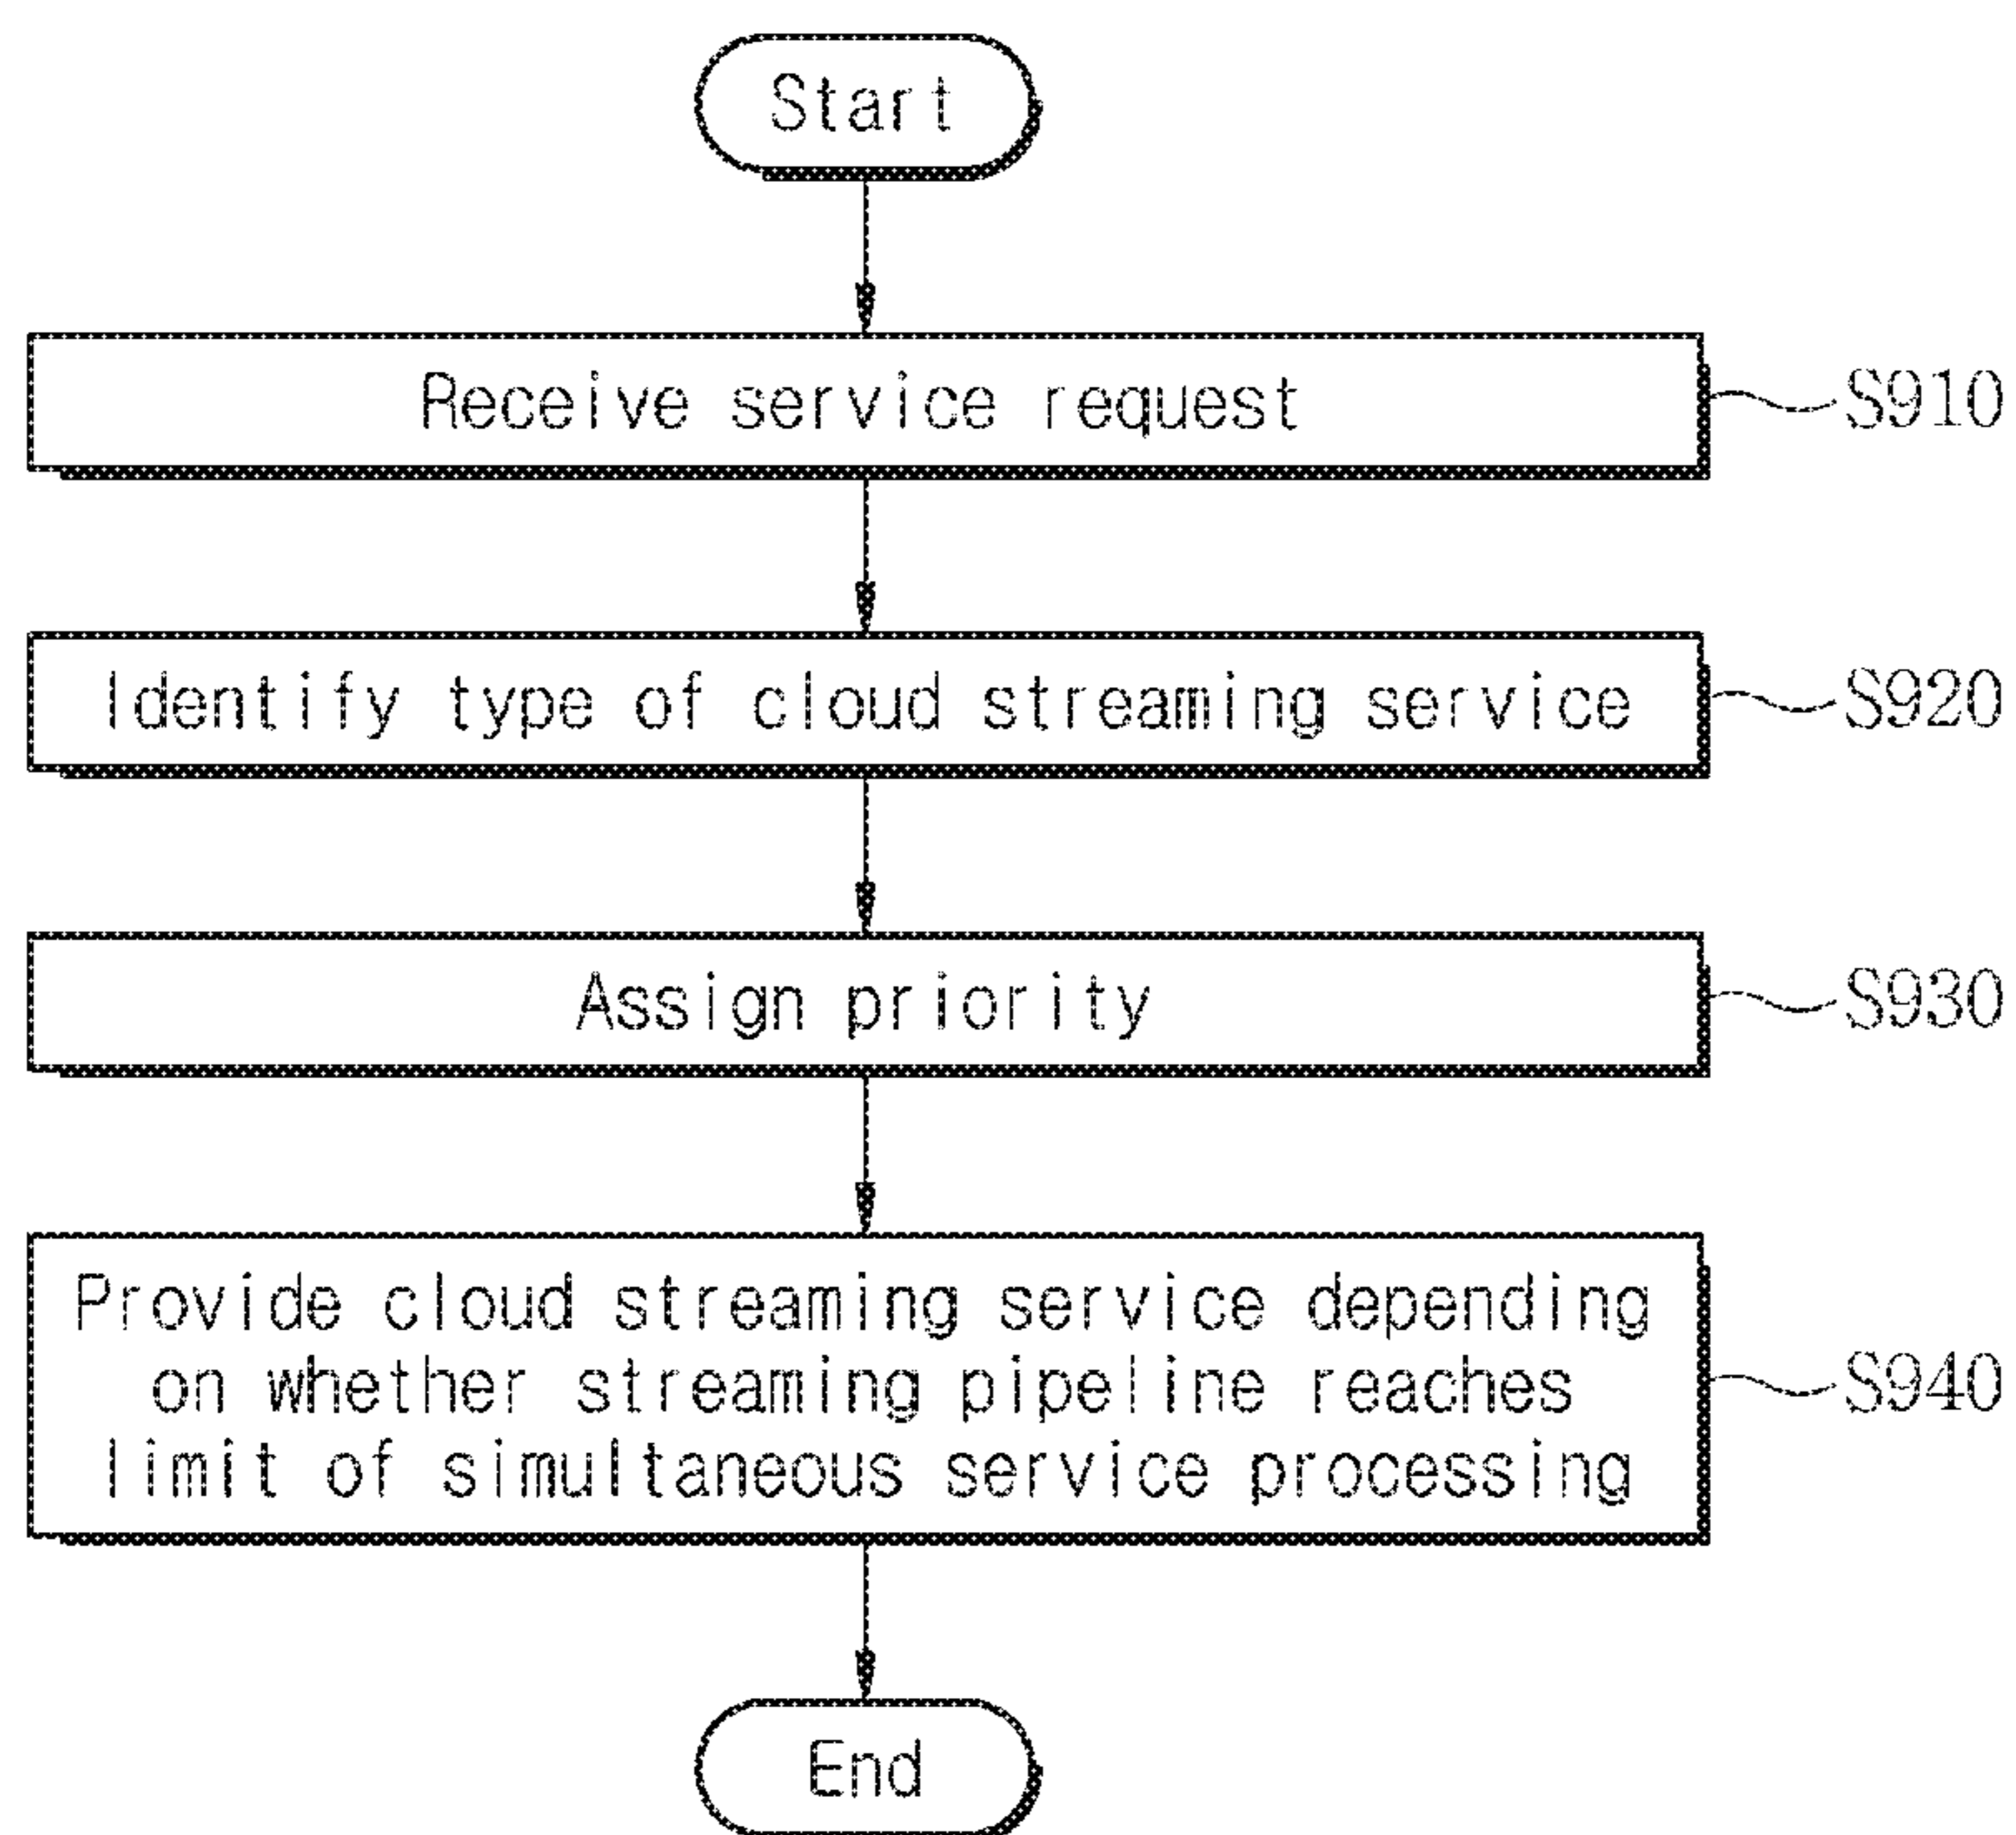 Start
Receive service request
S910
Identify type of cloud streaming service
S920
Assign priority
S930
Provide cloud streaming service depending
on whether streaming pipeline reaches
limit of simultaneous service processing
S940
End